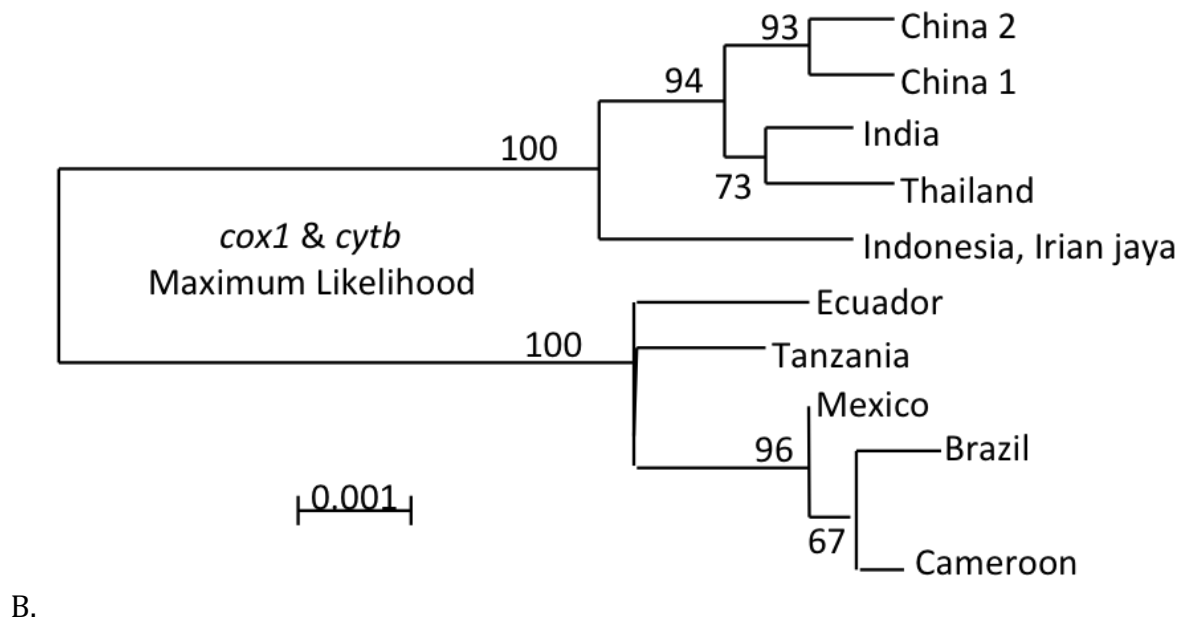 93
China 2
China 1
94
India
73
Thailand
100
Indonesia, Irian jaya
cox1 & cytb
Maximum Likelihood
Ecuador
100
Tanzania
Mexico
96
Brazil
0.001
67
Cameroon
B.